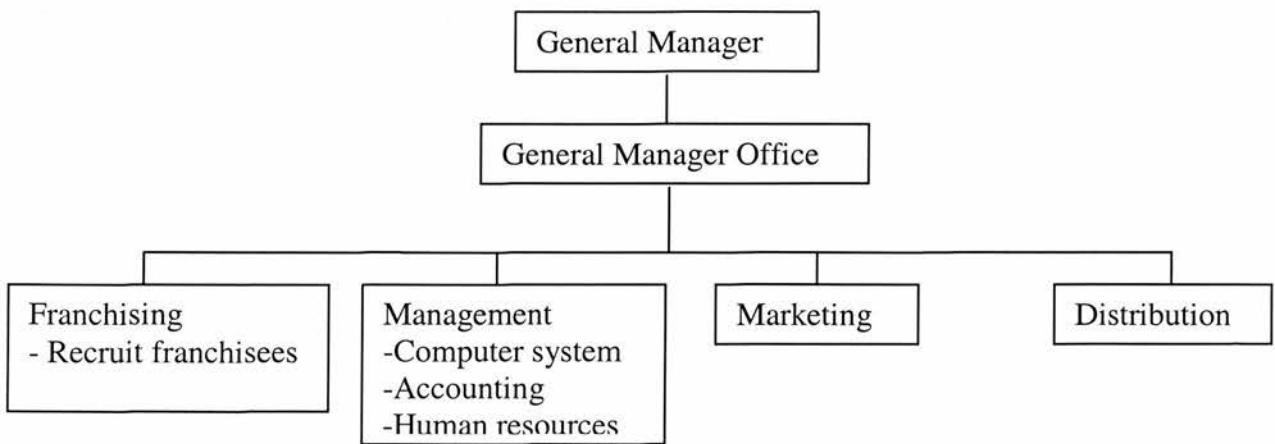 General Manager
General Manager Office
Franchising
- Recruit franchisees
Management
-Computer system
-Accounting
-Human resources
Marketing
Distribution